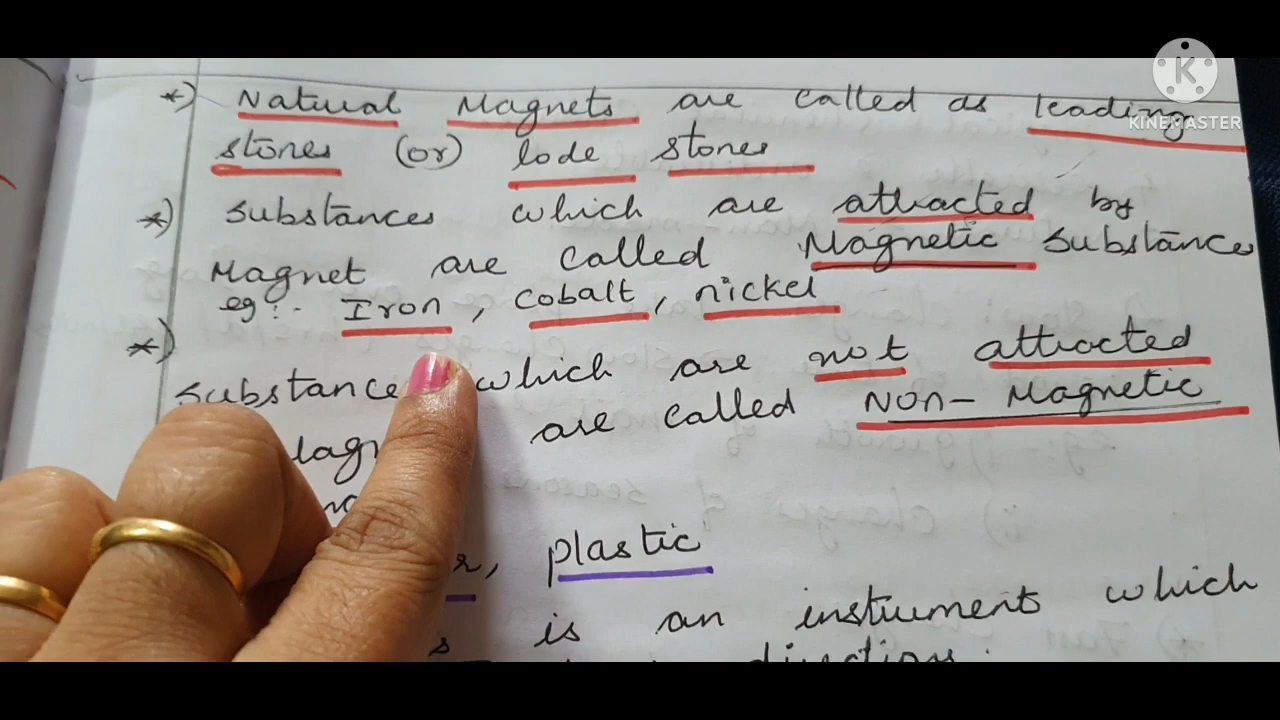 *) Natural Magnets are called as leading
stones (or) lode stones
*) Substances which are attracted by
Magnet are called Magnetic substance
eg:- Iron, cobalt, nickel
*)
substance which are not attracted
are called Non-Magnetic
plastic
is an instrument which
direction.
K
KINEMASTER